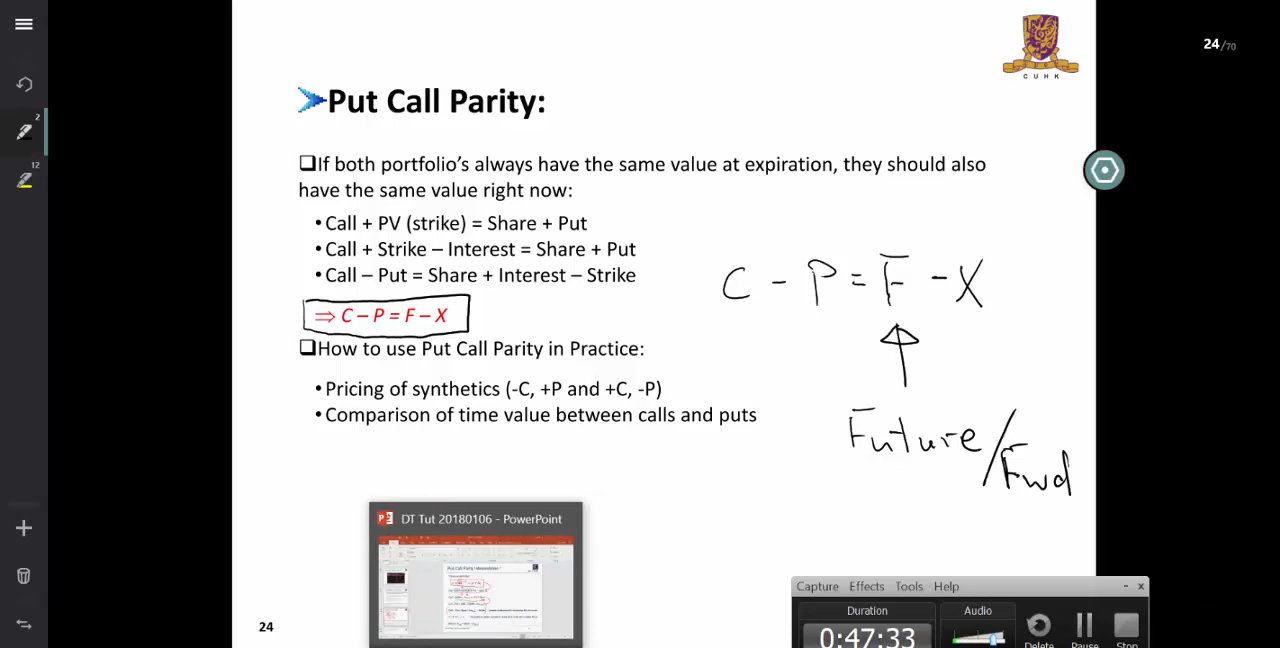 24/70
CUHK
Put Call Parity:
If both portfolio's always have the same value at expiration, they should also
have the same value right now:
• Call + PV (strike) = Share + Put
• Call + Strike – Interest = Share + Put
• Call – Put = Share + Interest – Strike
⇒ C – P = F – X
C - P = F - X
How to use Put Call Parity in Practice:
• Pricing of synthetics (-C, +P and +C, -P)
• Comparison of time value between calls and puts
Future/Fwd
2
12
DT Tut 20180106 - PowerPoint
Capture Effects Tools Help
Duration Audio
0:47:33
Delete Pause Stop
24